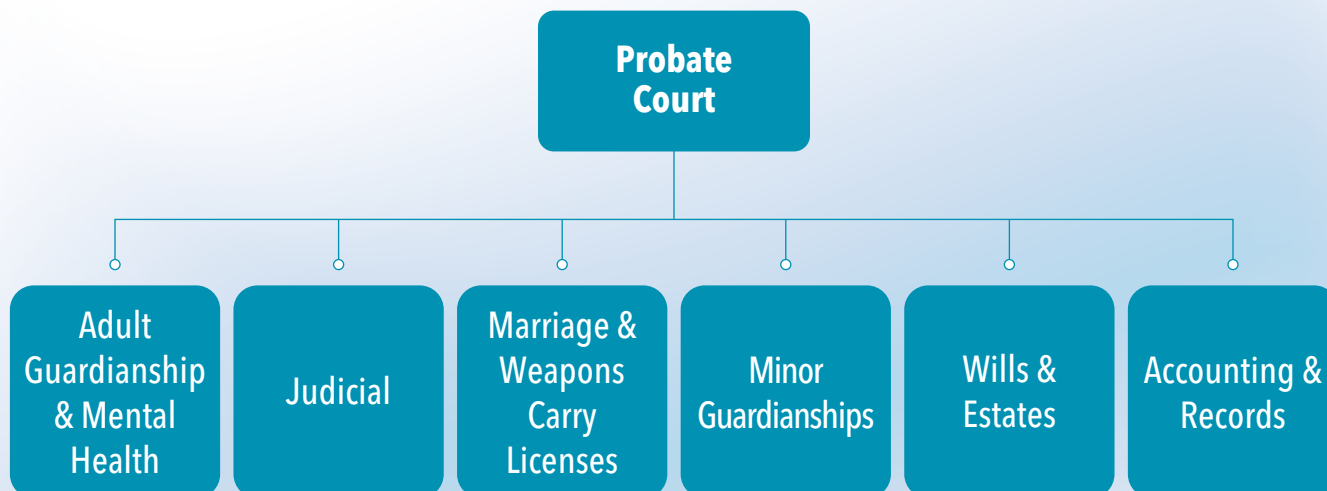 Probate
Court
Adult
Guardianship
& Mental
Health
Judicial
Marriage &
Weapons
Carry
Licenses
Minor
Guardianships
Wills &
Estates
Accounting &
Records